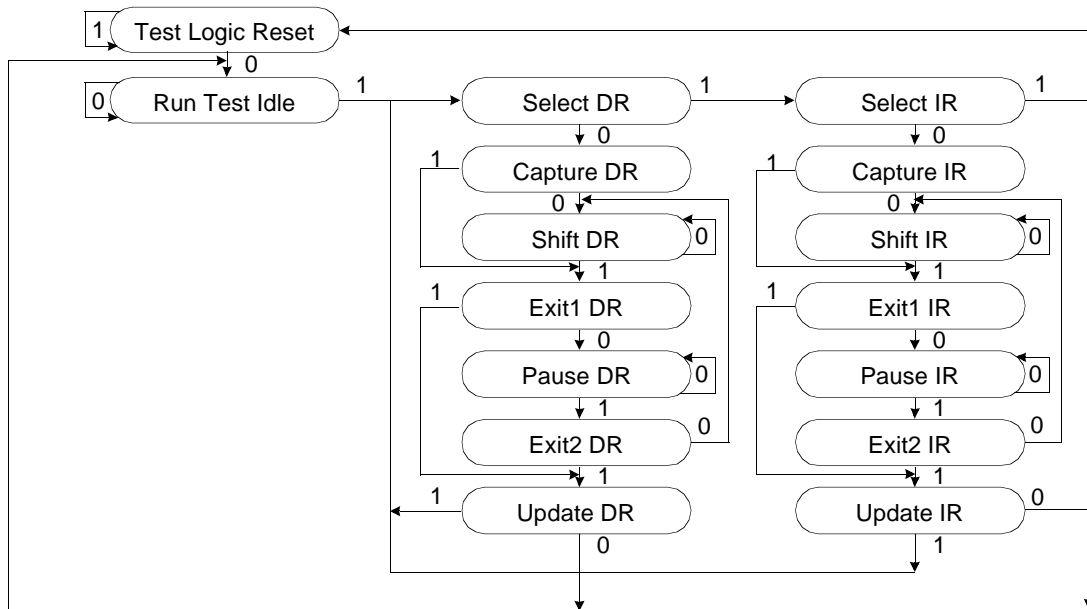 1 Test Logic Reset
0
0 Run Test Idle 1 Select DR 1 Select IR 1
0 0
1 Capture DR 1 Capture IR
0 0
Shift DR 0 Shift IR 0
1 1
1 Exit1 DR 1 Exit1 IR
0 0
Pause DR 0 Pause IR 0
1 1
Exit2 DR 0 Exit2 IR 0
1 1
1 Update DR Update IR 0
0 1